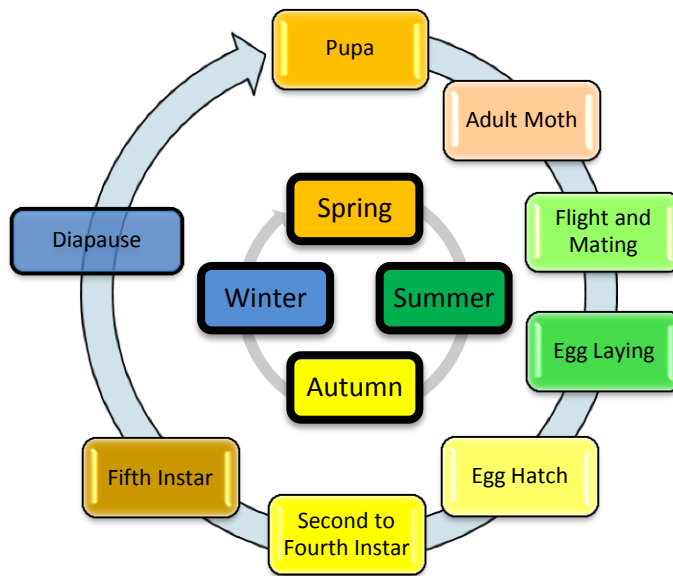 Pupa
Adult Moth
Flight and
Mating
Egg Laying
Egg Hatch
Second to
Fourth Instar
Fifth Instar
Diapause
Spring
Summer
Autumn
Winter